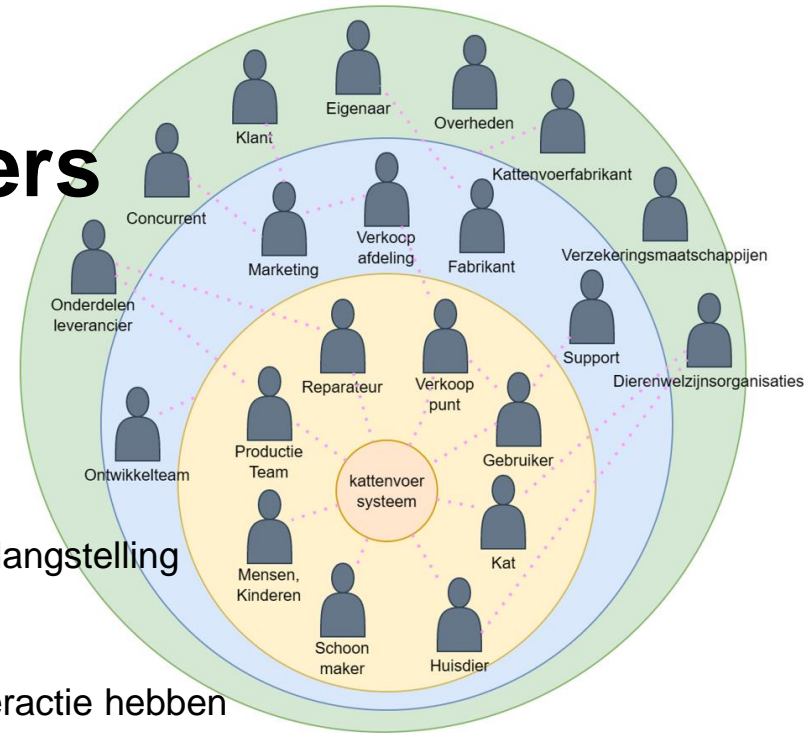 ers
Eigenaar
Overheden
Klant
Kattenvoerfabrikant
Concurrent
Verkoop
afdeling
Marketing
Fabrikant
Verzekeringsmaatschappijen
Onderdelen
leverancier
Support
Dierenwelzijnsorganisaties
Reparateur
Verkoop
punt
Productie
Team
Gebruiker
Ontwikkelteam
kattenvoer
systeem
Kat
langstelling
Mensen,
Kinderen
Schoon
maker
Huisdier
eractie hebben